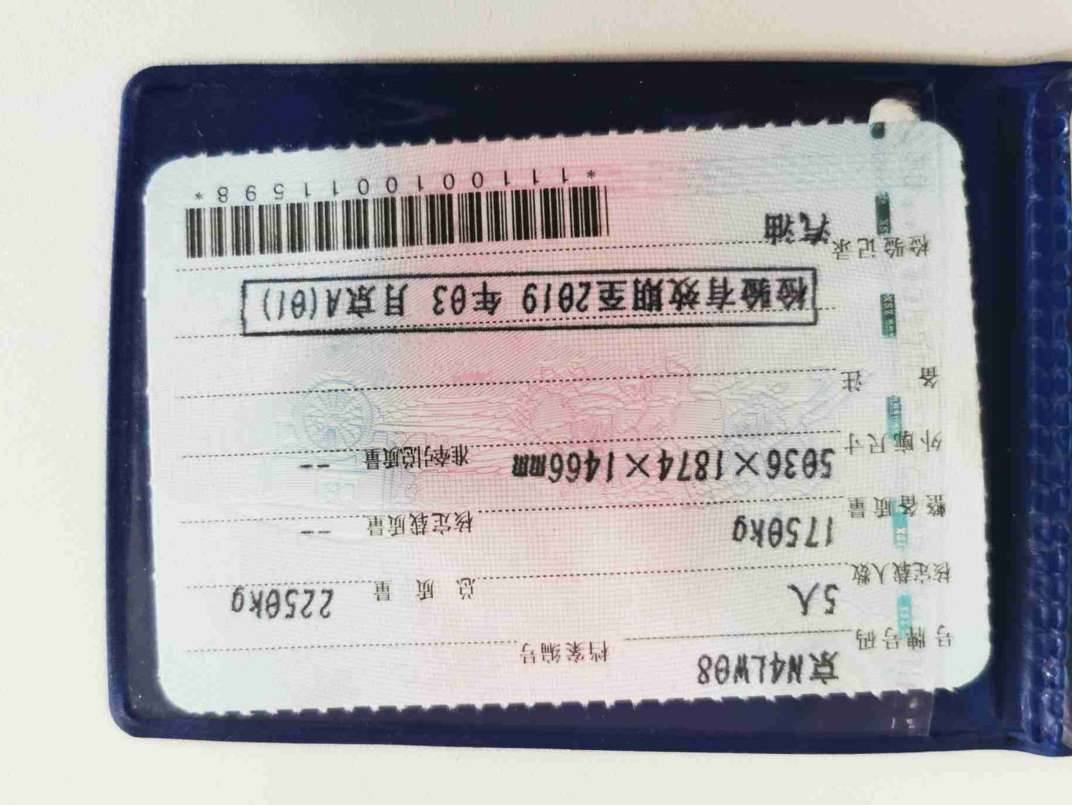 号牌号码 京N4LW08 档案编号
核定载人数 5人 总质量 2250kg
整备质量 1750kg 核定载质量 --
外廓尺寸 5036×1874×1466mm 准牵引总质量 --
备注
检验有效期至2019年03月京A(01)
检验记录 汽油
*1110010011598*